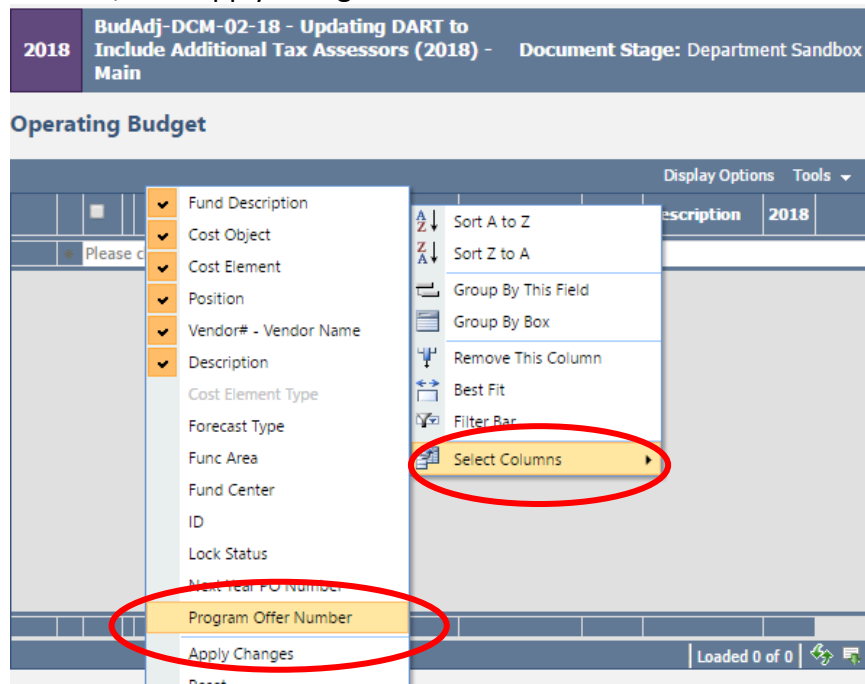 2018
BudAdj-DCM-02-18 - Updating DART to
Include Additional Tax Assessors (2018) -
Main
Document Stage: Department Sandbox
Operating Budget
Display Options Tools
escription 2018
Please c
Fund Description
Cost Object
Cost Element
Position
Vendor# - Vendor Name
Description
Cost Element Type
Forecast Type
Func Area
Fund Center
ID
Lock Status
Next Year PO Number
Program Offer Number
Apply Changes
Sort A to Z
Sort Z to A
Group By This Field
Group By Box
Remove This Column
Best Fit
Filter Bar
Select Columns
Loaded 0 of 0